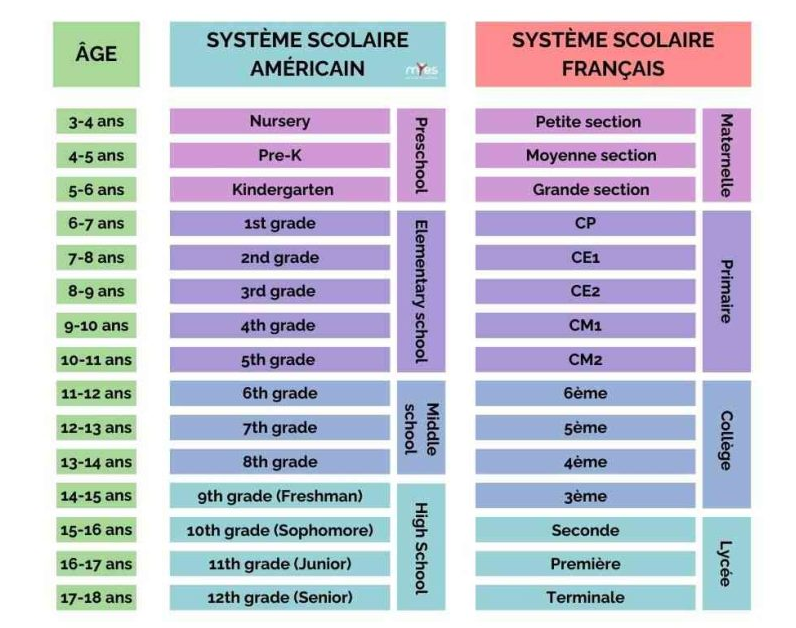 ÂGE
SYSTÈME SCOLAIRE
AMÉRICAIN
myes
SYSTÈME SCOLAIRE
FRANÇAIS
3-4 ans
Nursery
Petite section
4-5 ans
Pre-K
Moyenne section
5-6 ans
Kindergarten
Grande section
Preschool
Maternelle
6-7 ans
1st grade
CP
7-8 ans
2nd grade
CE1
8-9 ans
3rd grade
CE2
9-10 ans
4th grade
CM1
10-11 ans
5th grade
CM2
Elementary school
Primaire
11-12 ans
6th grade
6ème
12-13 ans
7th grade
5ème
13-14 ans
8th grade
4ème
Middle
school
14-15 ans
9th grade (Freshman)
3ème
Collège
15-16 ans
10th grade (Sophomore)
Seconde
16-17 ans
11th grade (Junior)
Première
17-18 ans
12th grade (Senior)
Terminale
High School
Lycée